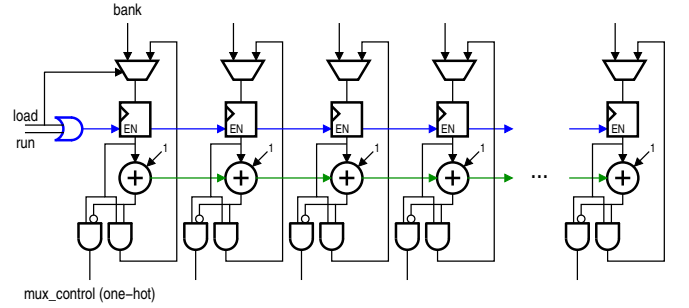 bank
load
run
EN EN EN EN EN
1 1 1 1 1
...
mux_control (one-hot)